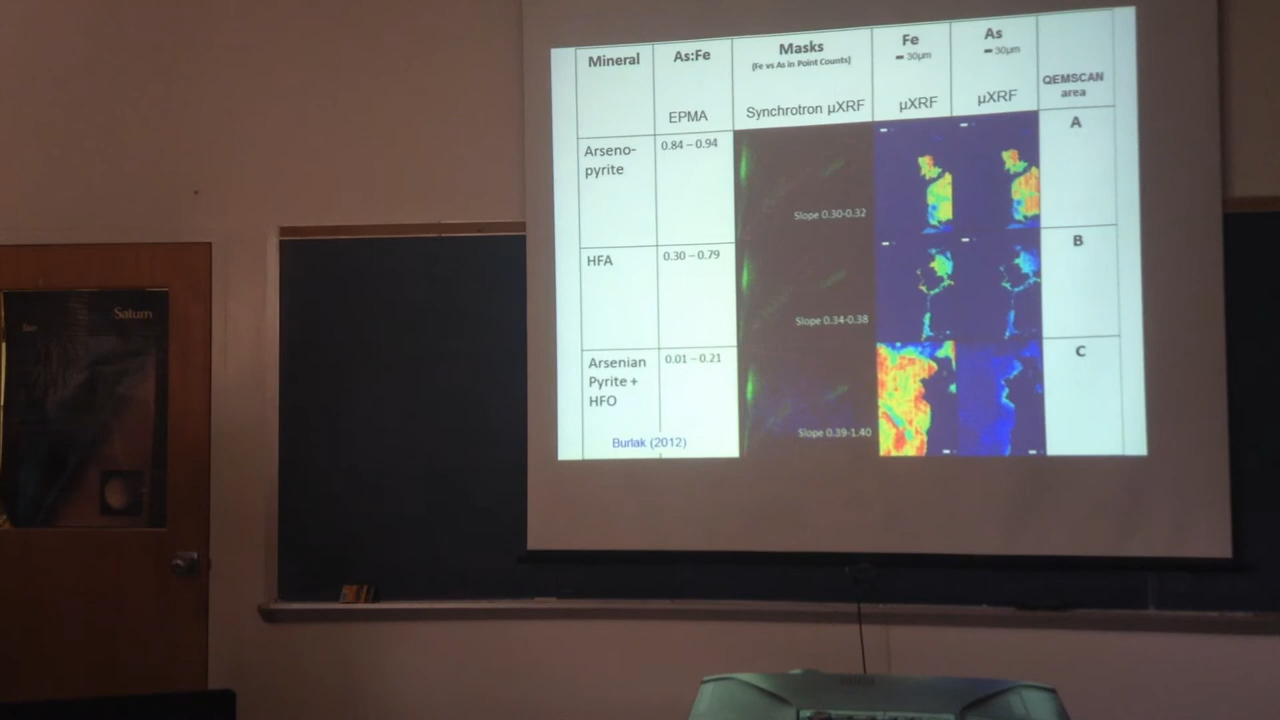 Saturn
Mineral
As:Fe
EPMA
Masks
(Fe vs As in Point Counts)
Synchrotron µXRF
Fe
30µm
µXRF
As
30µm
µXRF
QEMSCAN
area
Arseno-
pyrite
0.84 – 0.94
Slope 0.30-0.32
A
HFA
0.30 – 0.79
Slope 0.34-0.38
B
Arsenian
Pyrite +
HFO
0.01 – 0.21
Slope 0.39-1.40
C
Burlak (2012)